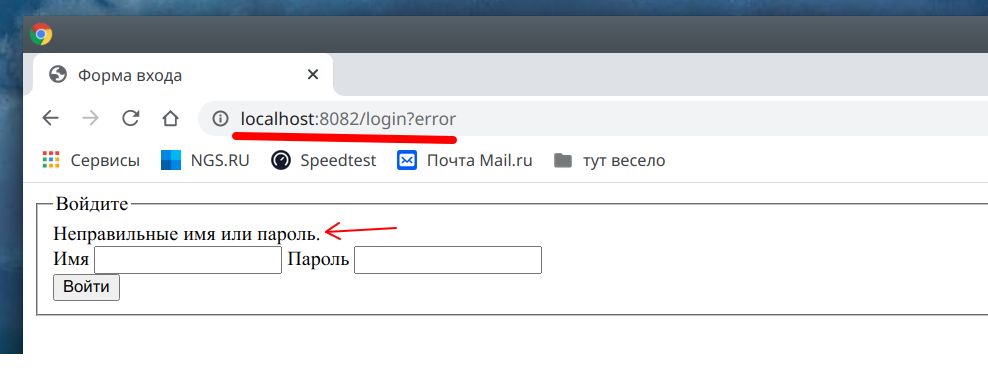 Форма входа
localhost:8082/login?error
Сервисы NGS.RU Speedtest Почта Mail.ru тут весело
Войдите
Неправильные имя или пароль.
Имя Пароль
Войти